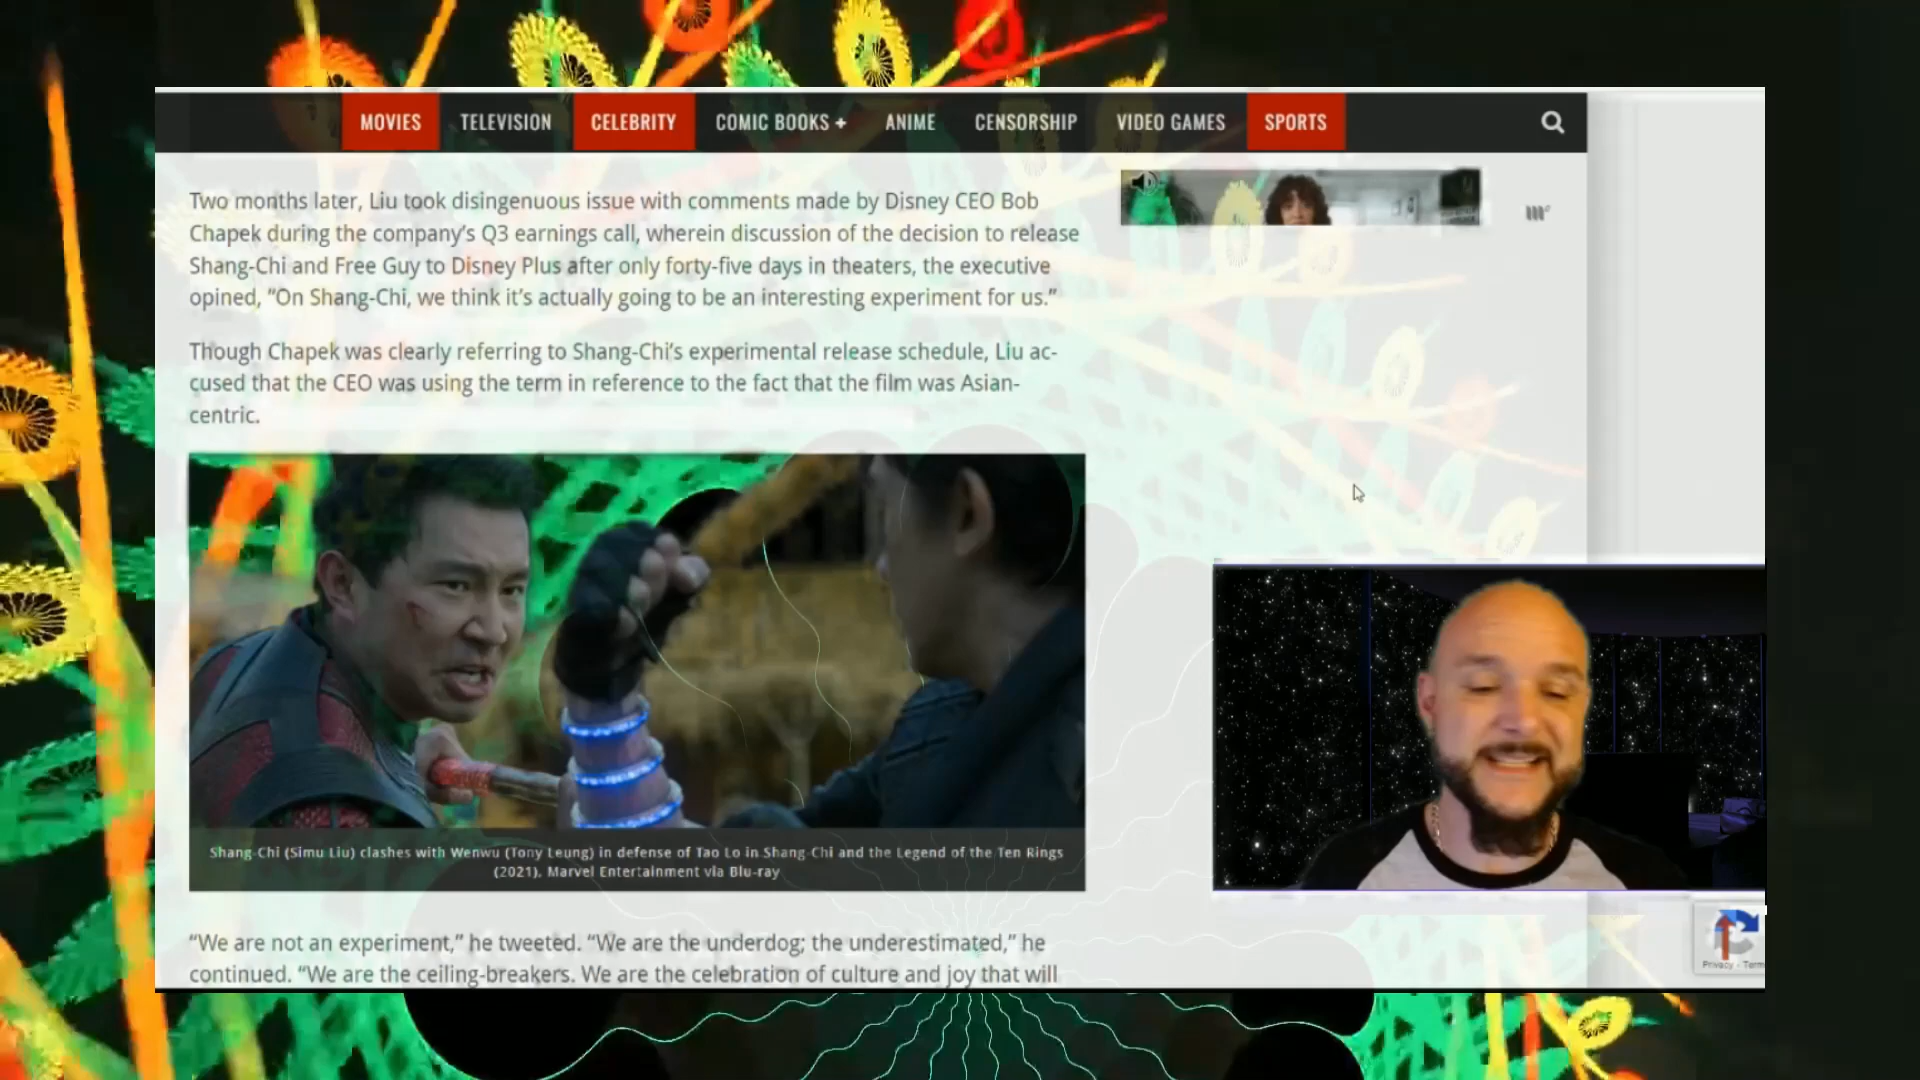 MOVIES TELEVISION CELEBRITY COMIC BOOKS + ANIME CENSORSHIP VIDEO GAMES SPORTS
Two months later, Liu took disingenuous issue with comments made by Disney CEO Bob
Chapek during the company’s Q3 earnings call, wherein discussion of the decision to release
Shang-Chi and Free Guy to Disney Plus after only forty-five days in theaters, the executive
opined, “On Shang-Chi, we think it’s actually going to be an interesting experiment for us.”
Though Chapek was clearly referring to Shang-Chi’s experimental release schedule, Liu ac-
cused that the CEO was using the term in reference to the fact that the film was Asian-
centric.
Shang-Chi (Simu Liu) clashes with Wenwu (Tony Leung) in defense of Tao Lo in Shang-Chi and the Legend of the Ten Rings
(2021), Marvel Entertainment via Blu-ray
“We are not an experiment,” he tweeted. “We are the underdog; the underestimated,” he
continued. “We are the ceiling-breakers. We are the celebration of culture and joy that will
Privacy - Term